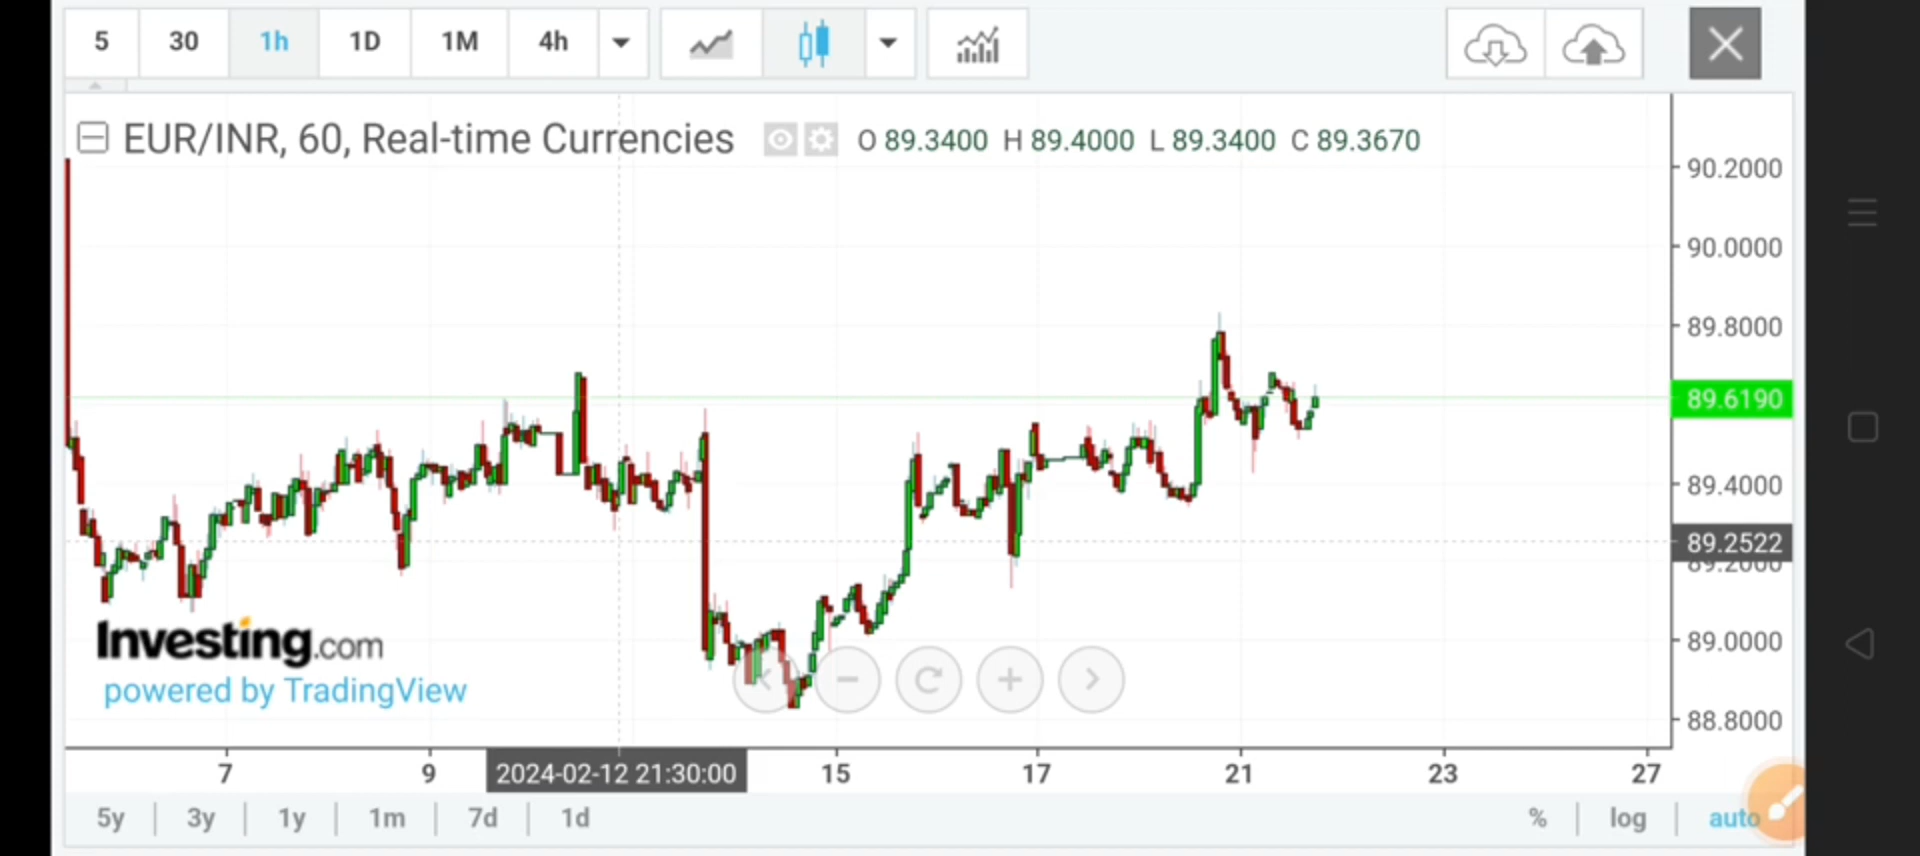 5 30 1h 1D 1M 4h
EUR/INR, 60, Real-time Currencies O 89.3400 H 89.4000 L 89.3400 C 89.3670
90.2000
90.0000
89.8000
89.6190
89.4000
89.2522
89.2000
89.0000
88.8000
Investing.com
powered by TradingView
7 9 2024-02-12 21:30:00 15 17 21 23 27
5y 3y 1y 1m 7d 1d % log auto